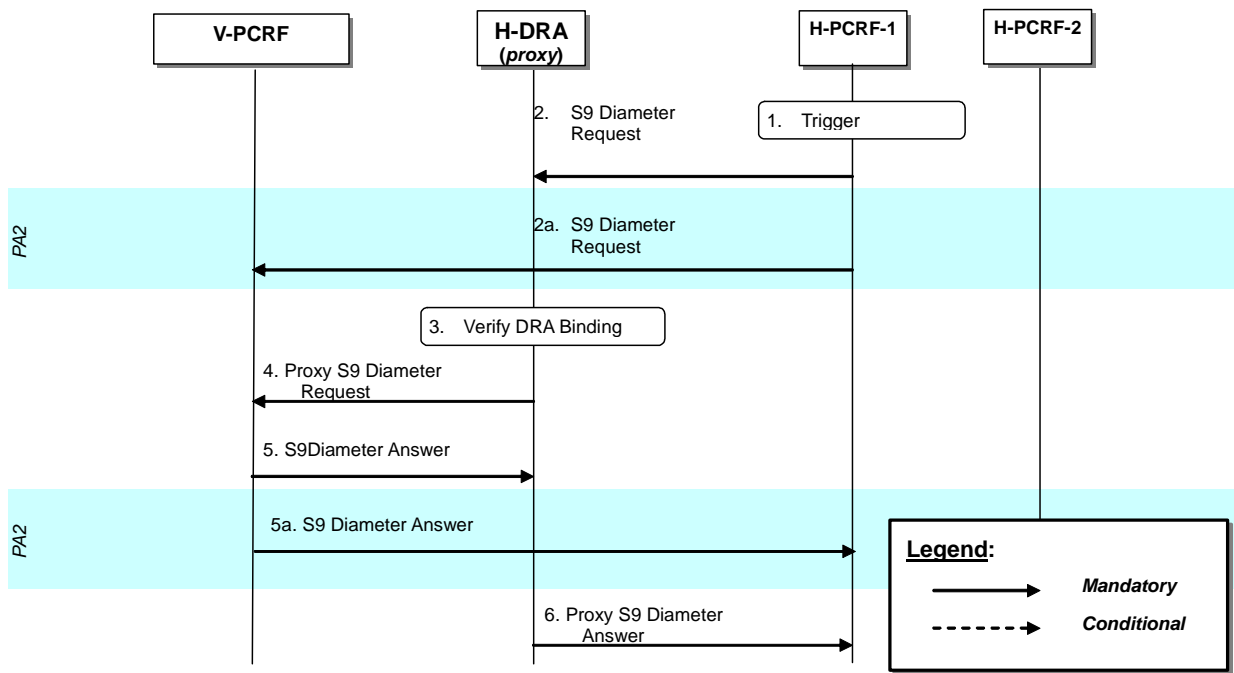 V-PCRF
H-DRA
(proxy)
H-PCRF-1
H-PCRF-2
1. Trigger
2. S9 Diameter
Request
PA2
2a. S9 Diameter
Request
3. Verify DRA Binding
4. Proxy S9 Diameter
Request
5. S9Diameter Answer
PA2
5a. S9 Diameter Answer
6. Proxy S9 Diameter
Answer
Legend:
Mandatory
Conditional